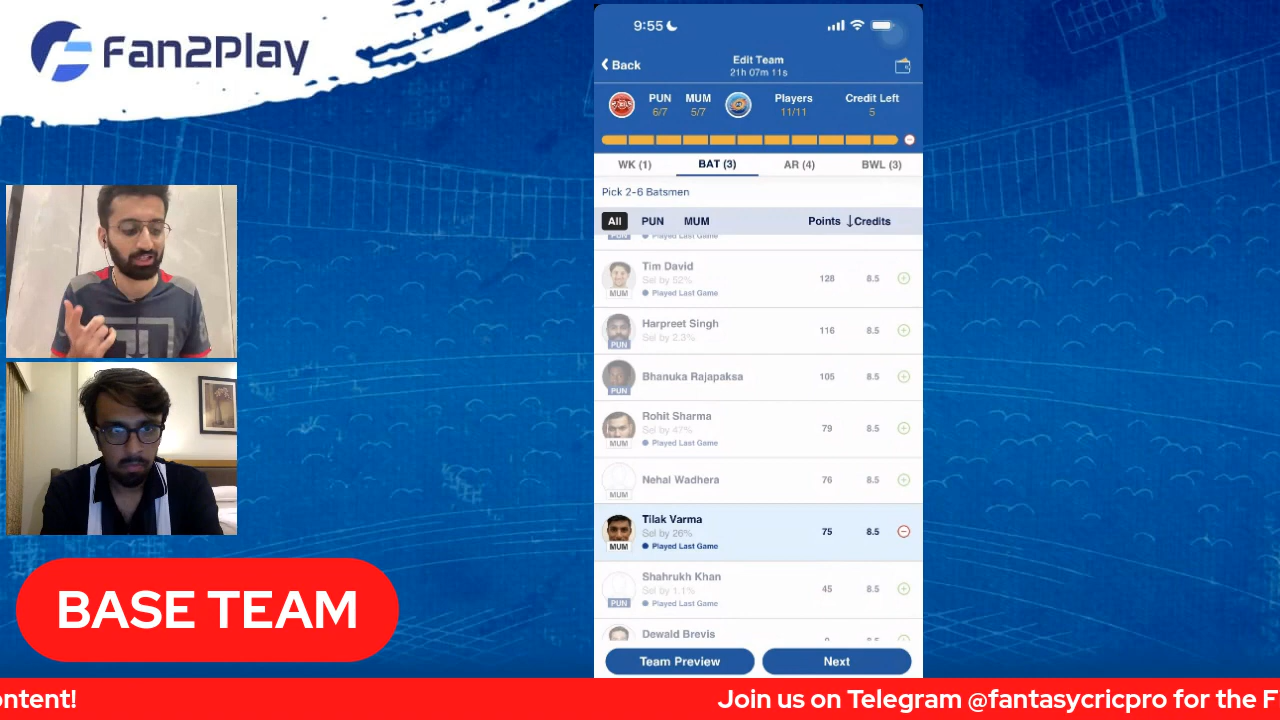 Fan2Play
9:55
Back
Edit Team
21h 07m 11s
PUN
6/7
MUM
5/7
Players
11/11
Credit Left
5
WK (1)
BAT (3)
AR (4)
BWL (3)
Pick 2-6 Batsmen
All
PUN
MUM
Points
↓Credits
PUN
Played Last Game
Tim David
Sel by 52%
Played Last Game
MUM
128
8.5
Harpreet Singh
Sel by 2.3%
PUN
116
8.5
Bhanuka Rajapaksa
PUN
105
8.5
Rohit Sharma
Sel by 47%
Played Last Game
MUM
79
8.5
Nehal Wadhera
MUM
76
8.5
Tilak Varma
Sel by 26%
Played Last Game
MUM
75
8.5
Shahrukh Khan
Sel by 1.1%
Played Last Game
PUN
45
8.5
Dewald Brevis
Team Preview
Next
BASE TEAM
ontent!
Join us on Telegram @fantasycricpro for the F